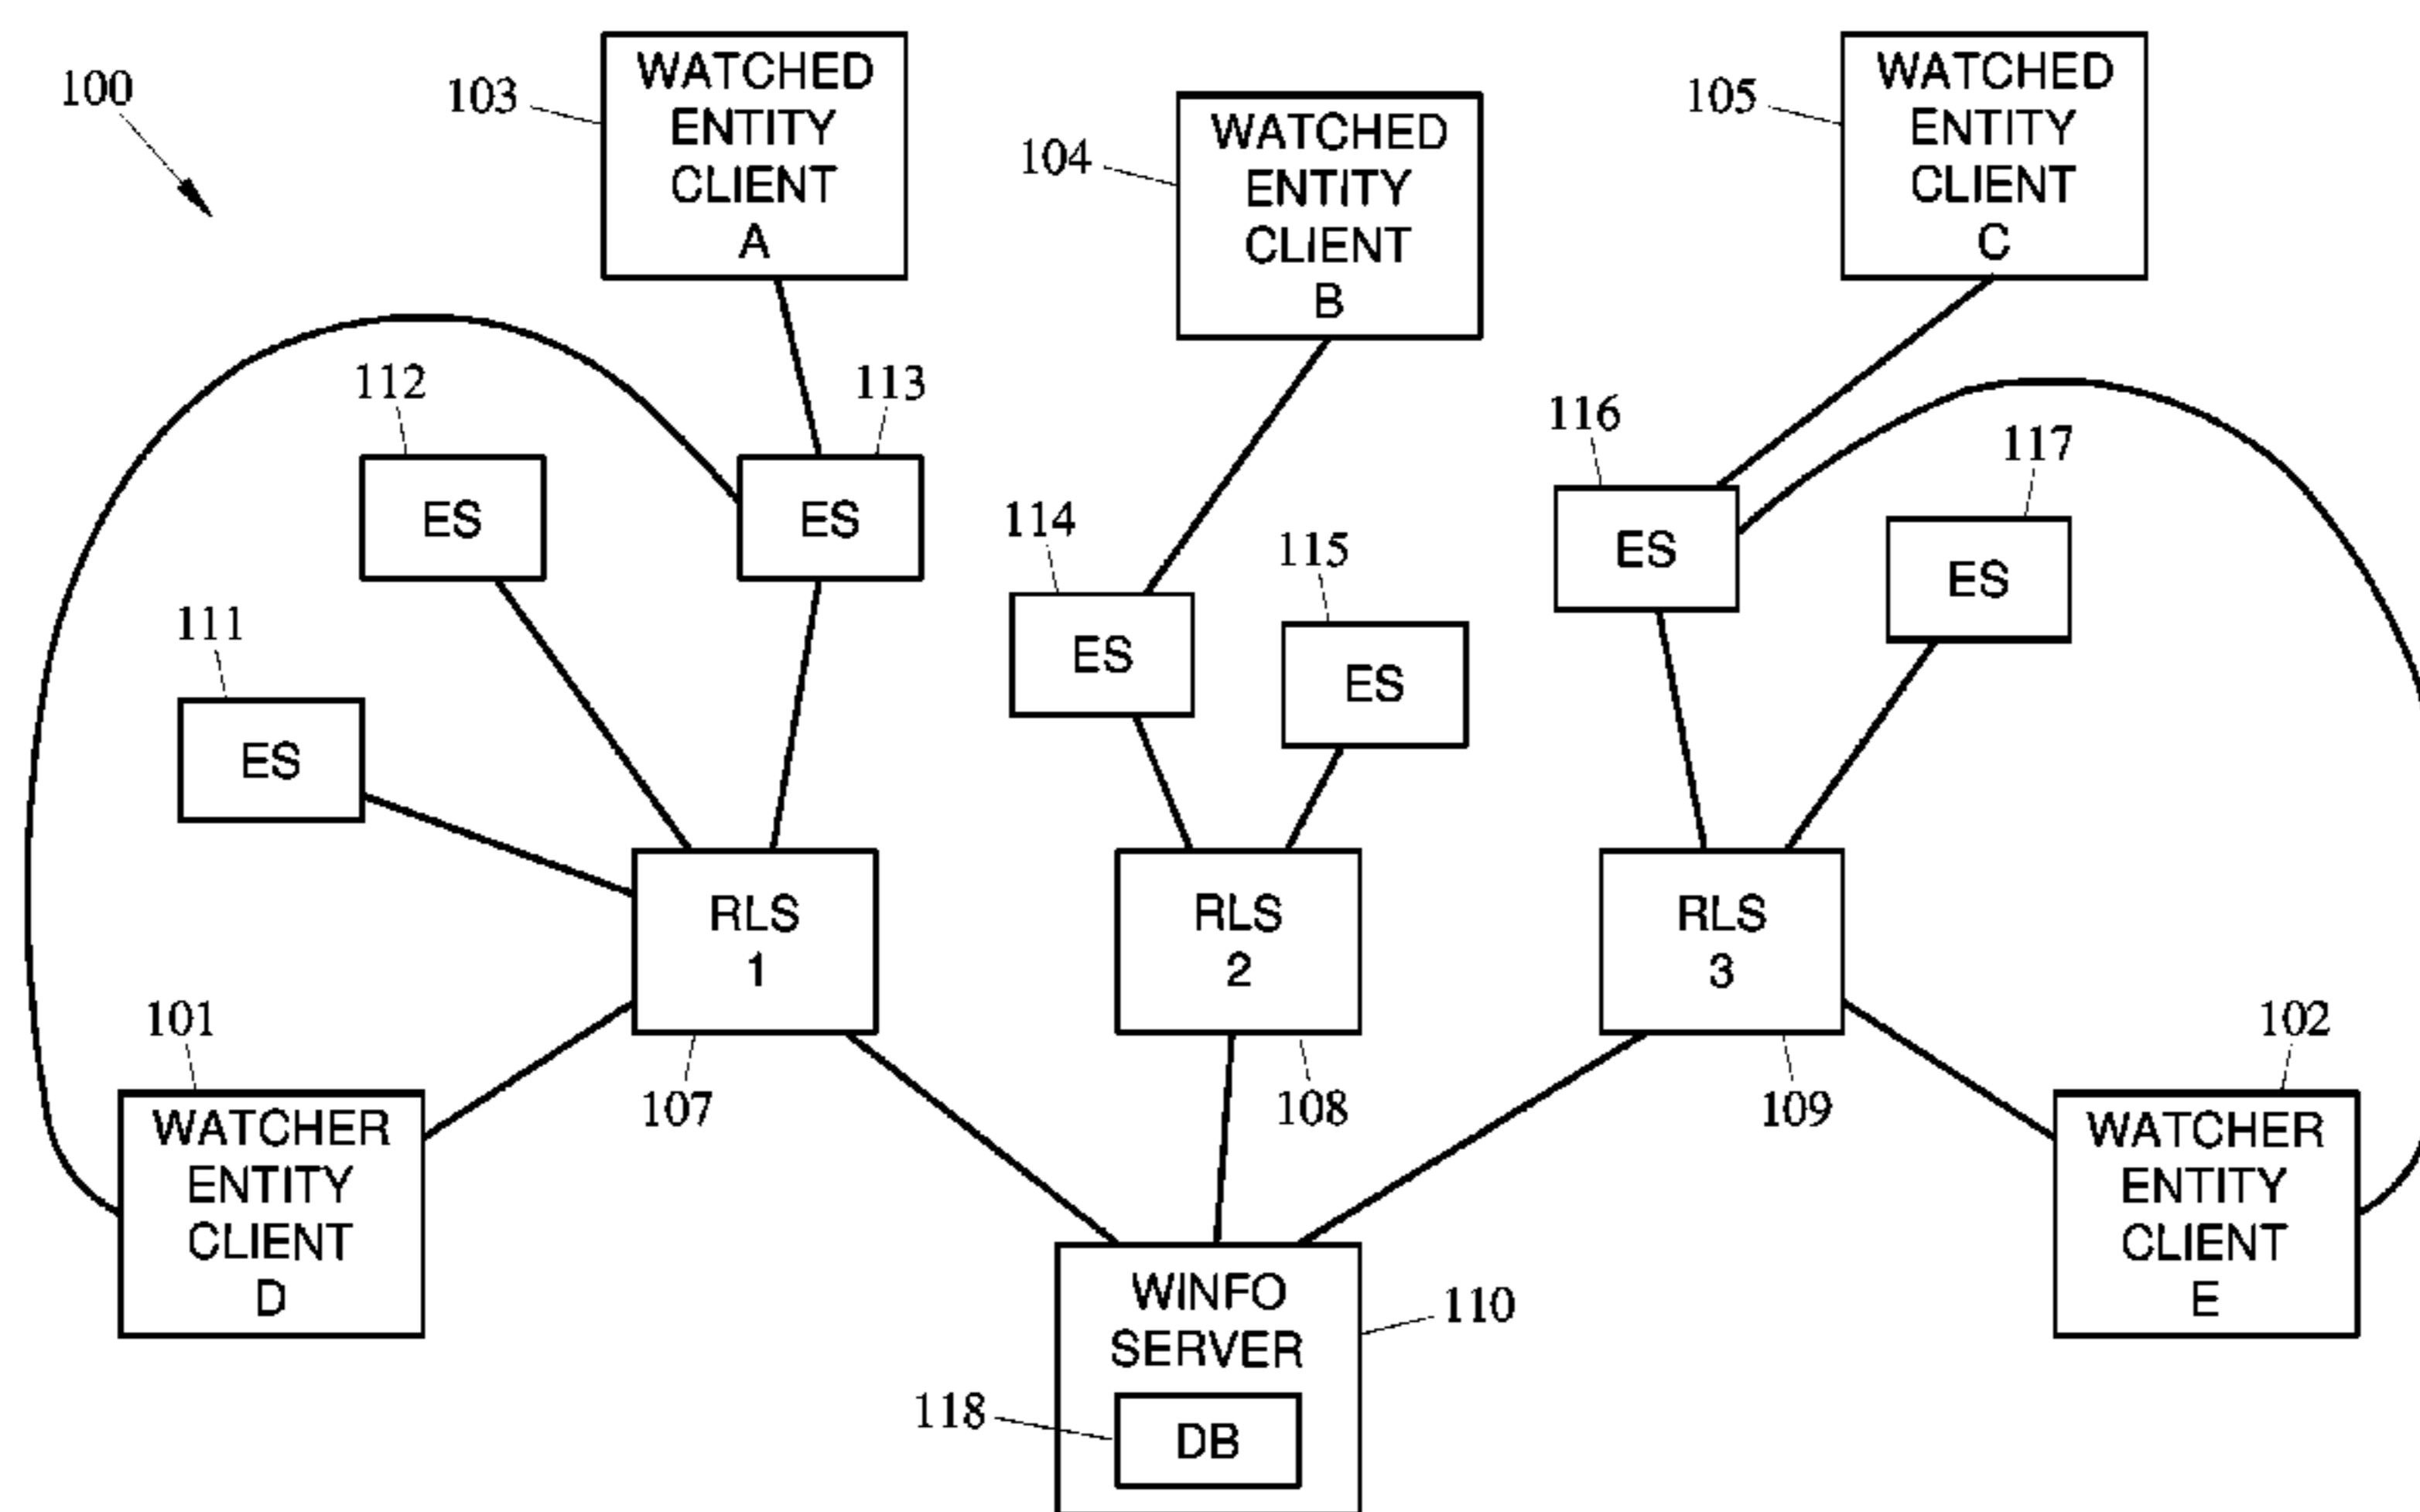 100
103
WATCHED
ENTITY
CLIENT
A
104
WATCHED
ENTITY
CLIENT
B
105
WATCHED
ENTITY
CLIENT
C
112
ES
113
ES
111
ES
114
ES
115
ES
116
ES
117
ES
RLS
1
107
RLS
2
108
RLS
3
109
101
WATCHER
ENTITY
CLIENT
D
102
WATCHER
ENTITY
CLIENT
E
WINFO
SERVER
110
118
DB